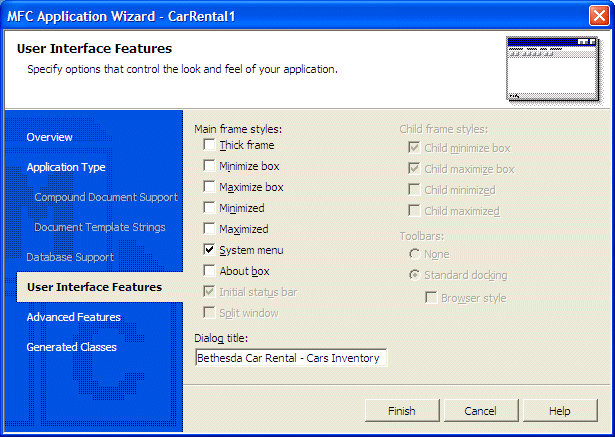 MFC Application Wizard - CarRental1
User Interface Features
Specify options that control the look and feel of your application.
Overview
Application Type
Compound Document Support
Document Template Strings
Database Support
User Interface Features
Advanced Features
Generated Classes
Main frame styles:
Thick frame
Minimize box
Maximize box
Minimized
Maximized
System menu
About box
Initial status bar
Split window
Dialog title:
Bethesda Car Rental - Cars Inventory
Child frame styles:
Child minimize box
Child maximize box
Child minimized
Child maximized
Toolbars:
None
Standard docking
Browser style
Finish
Cancel
Help